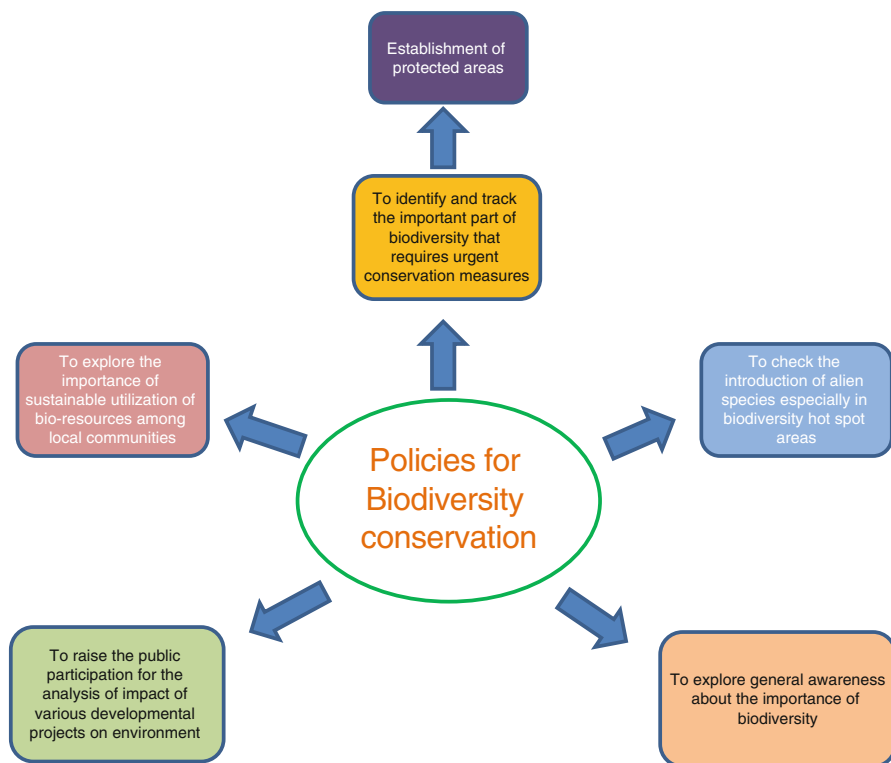 Establishment of
protected areas
To identify and track
the important part of
biodiversity that
requires urgent
conservation measures
To explore the
importance of
sustainable utilization of
bio-resources among
local communities
To check the
introduction of alien
species especially in
biodiversity hot spot
areas
Policies for
Biodiversity
conservation
To raise the public
participation for the
analysis of impact of
various developmental
projects on environment
To explore general awareness
about the importance of
biodiversity